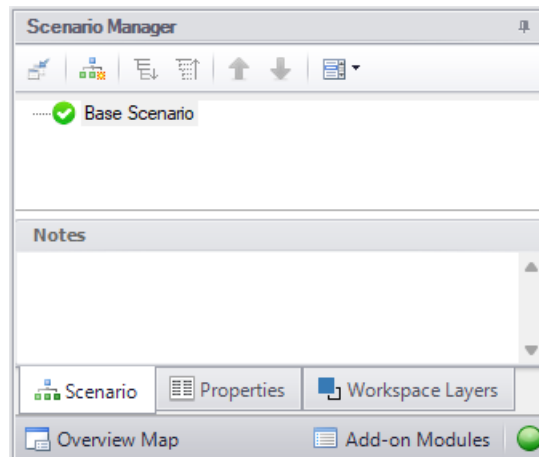 Scenario Manager
Base Scenario
Notes
Scenario Properties Workspace Layers
Overview Map Add-on Modules